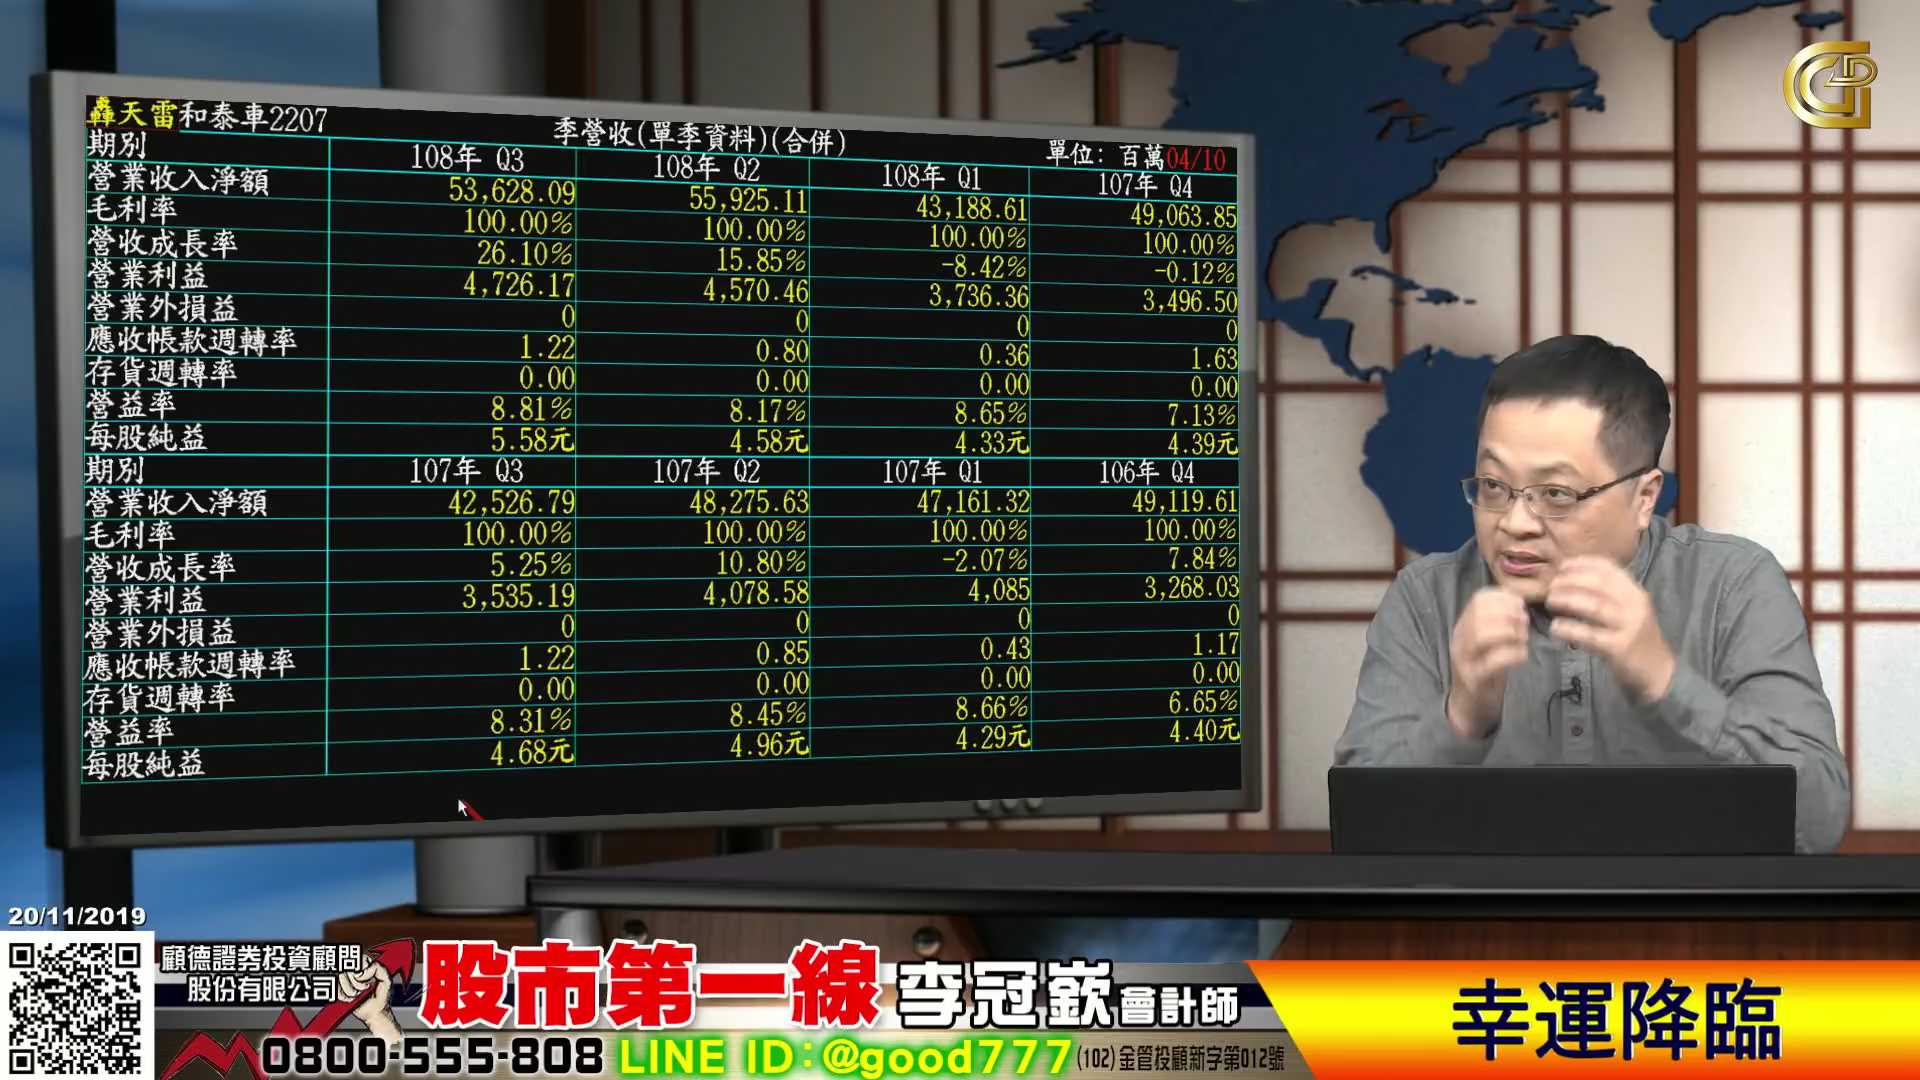 轟天雷和泰車2207 季營收(單季資料)(合併) 單位: 百萬04/10
期別 108年 Q3 108年 Q2 108年 Q1 107年 Q4
營業收入淨額 53,628.09 55,925.11 43,188.61 49,063.85
毛利率 100.00% 100.00% 100.00% 100.00%
營收成長率 26.10% 15.85% -8.42% -0.12%
營業利益 4,726.17 4,570.46 3,736.36 3,496.50
營業外損益 0 0 0 0
應收帳款週轉率 1.22 0.80 0.36 1.63
存貨週轉率 0.00 0.00 0.00 0.00
營益率 8.81% 8.17% 8.65% 7.13%
每股純益 5.58元 4.58元 4.33元 4.39元
期別 107年 Q3 107年 Q2 107年 Q1 106年 Q4
營業收入淨額 42,526.79 48,275.63 47,161.32 49,119.61
毛利率 100.00% 100.00% 100.00% 100.00%
營收成長率 5.25% 10.80% -2.07% 7.84%
營業利益 3,535.19 4,078.58 4,085 3,268.03
營業外損益 0 0 0 0
應收帳款週轉率 1.22 0.85 0.43 1.17
存貨週轉率 0.00 0.00 0.00 0.00
營益率 8.31% 8.45% 8.66% 6.65%
每股純益 4.68元 4.96元 4.29元 4.40元
20/11/2019
顧德證券投資顧問
股份有限公司
股市第一線 李冠嶔 會計師
0800-555-808 LINE ID:@good777 (102)金管投顧新字第012號
幸運降臨